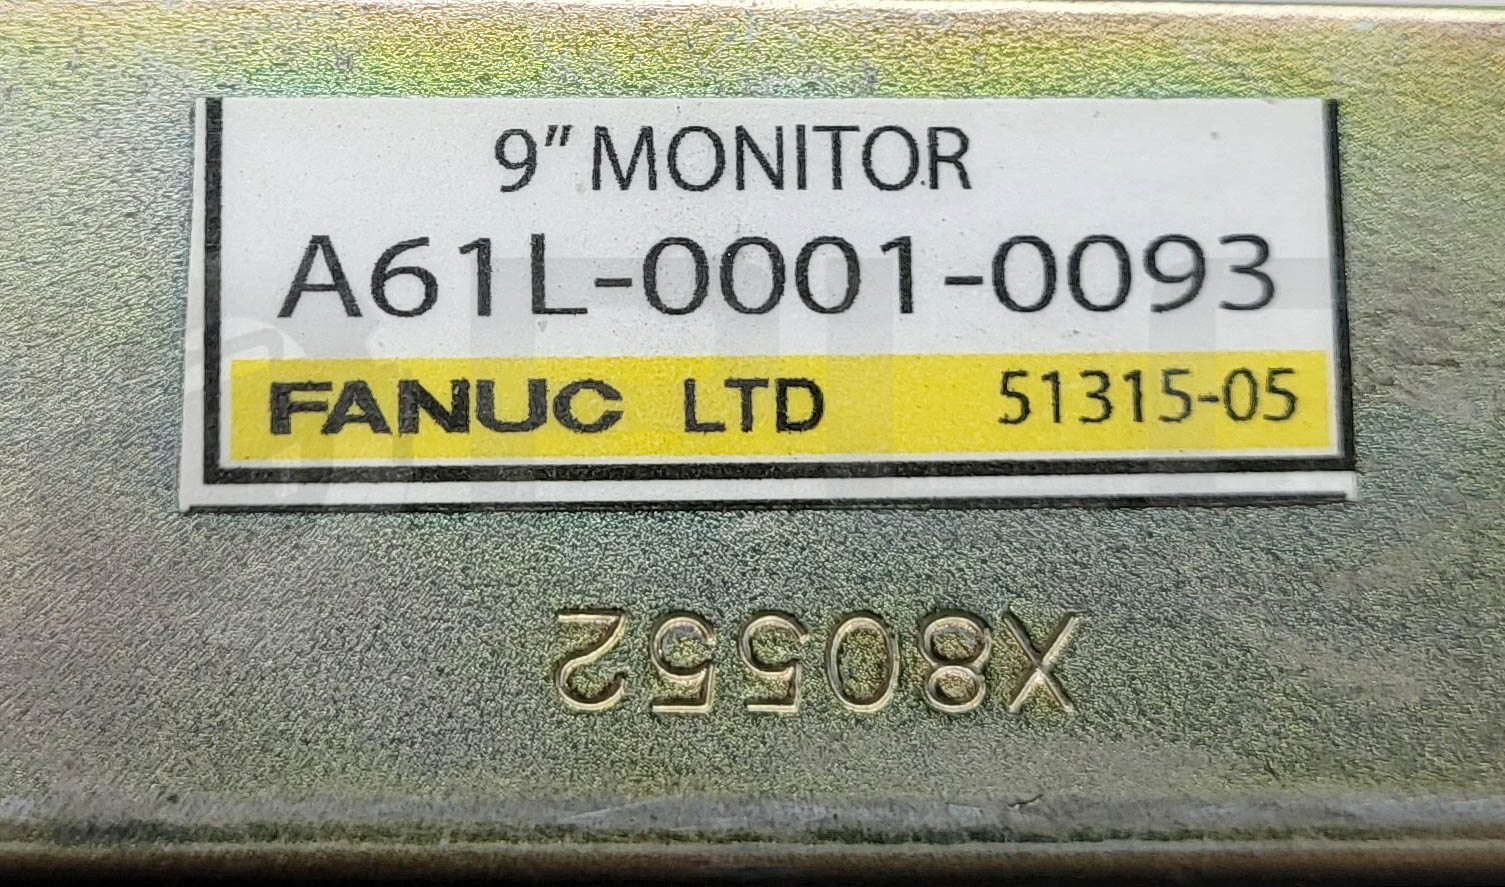 9" MONITOR
A61L-0001-0093
FANUC LTD 51315-05
X80552